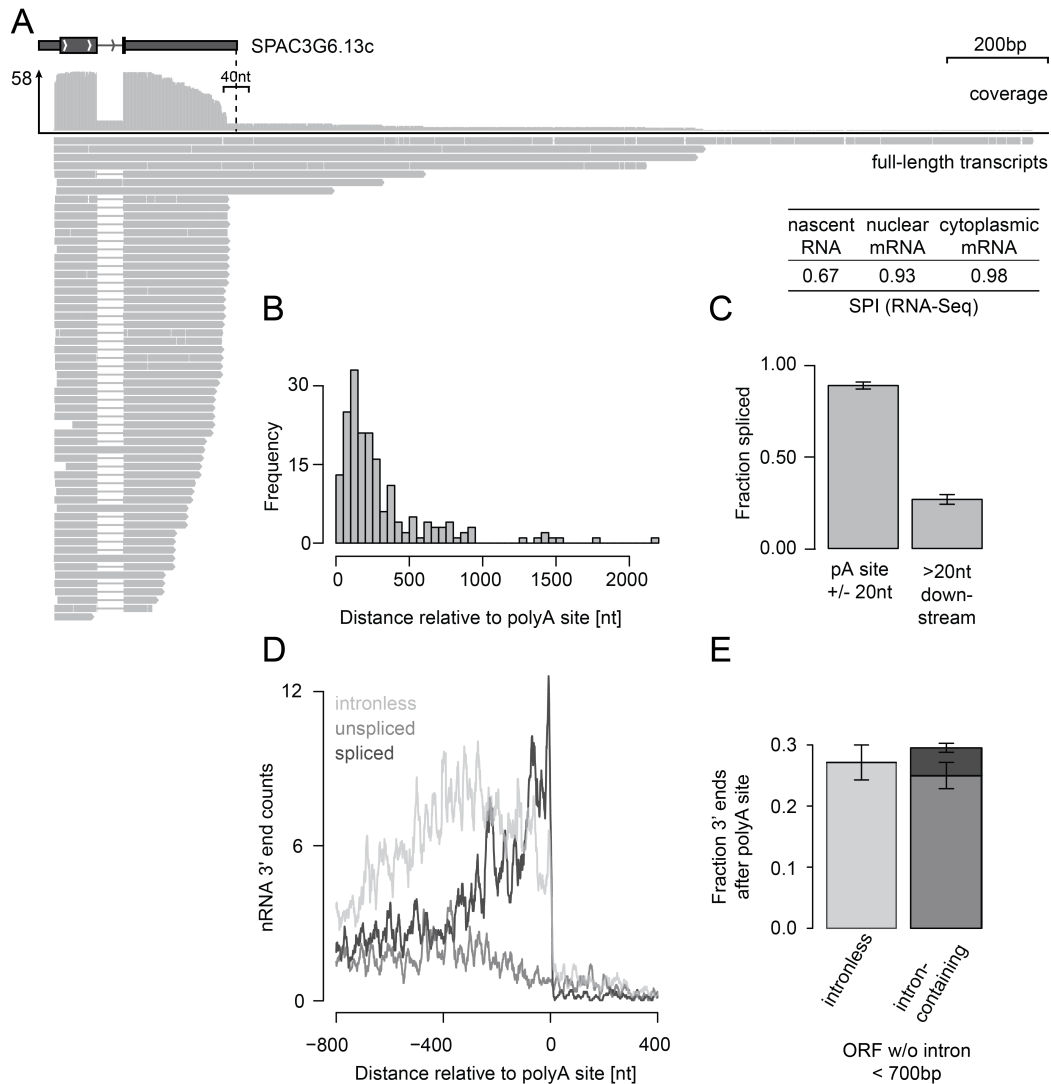 A
SPAC3G6.13c
200bp
58
40nt
coverage
full-length transcripts
nascent RNA
nuclear mRNA
cytoplasmic mRNA
0.67 0.93 0.98
SPI (RNA-Seq)
B
Frequency
30
15
0
0 500 1000 1500 2000
Distance relative to polyA site [nt]
C
Fraction spliced
1.00
0.50
0.00
pA site
+/- 20nt
>20nt
down-
stream
D
nRNA 3' end counts
12
6
0
intronless
unspliced
spliced
−800 −400 0 400
Distance relative to polyA site [nt]
E
Fraction 3' ends
after polyA site
0.3
0.2
0.1
0.0
intronless
intron-
containing
ORF w/o intron
< 700bp